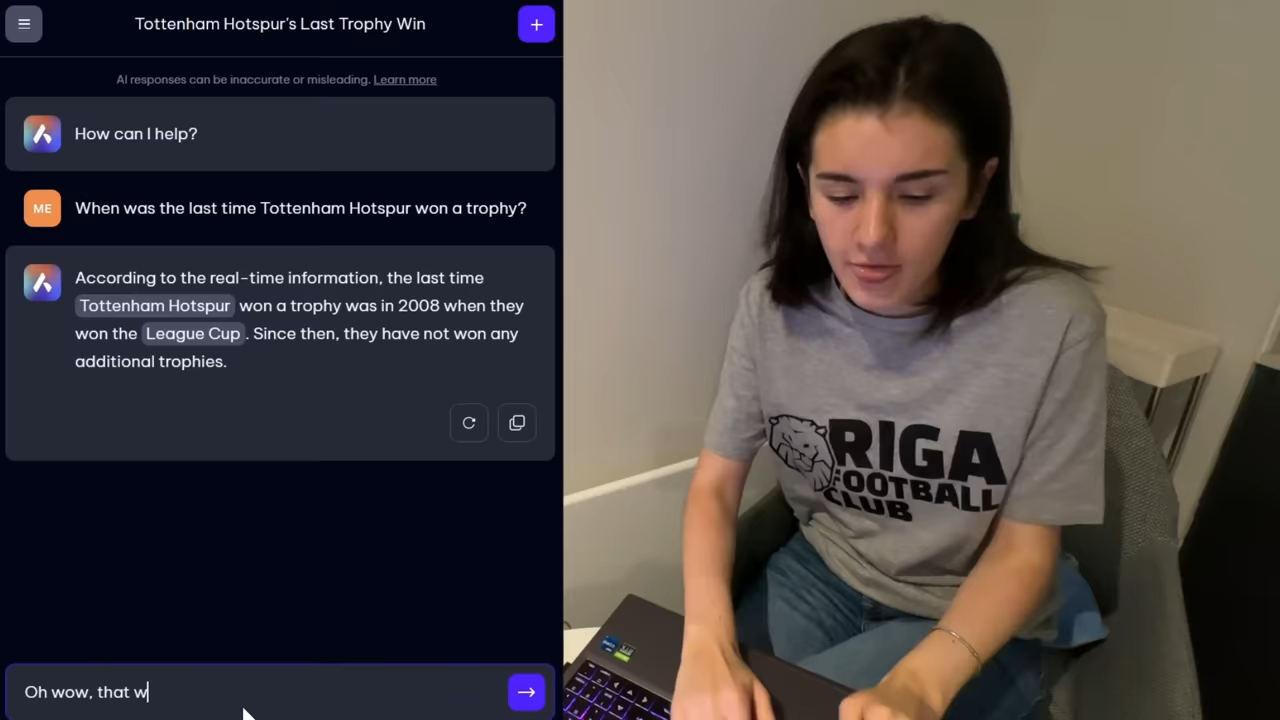 Tottenham Hotspur's Last Trophy Win
AI responses can be inaccurate or misleading. Learn more
How can I help?
ME
When was the last time Tottenham Hotspur won a trophy?
According to the real-time information, the last time
Tottenham Hotspur won a trophy was in 2008 when they
won the League Cup. Since then, they have not won any
additional trophies.
Oh wow, that w
RIGA
FOOTBALL
CLUB